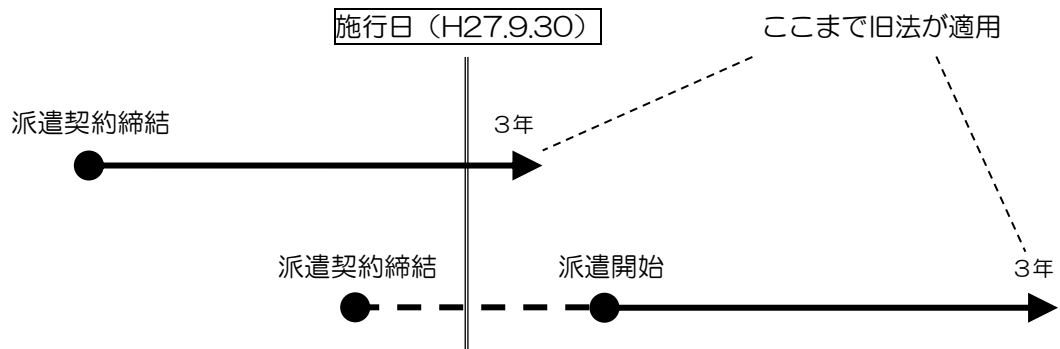 施行日（H27.9.30）
ここまで旧法が適用
派遣契約締結
３年
派遣契約締結
派遣開始
３年